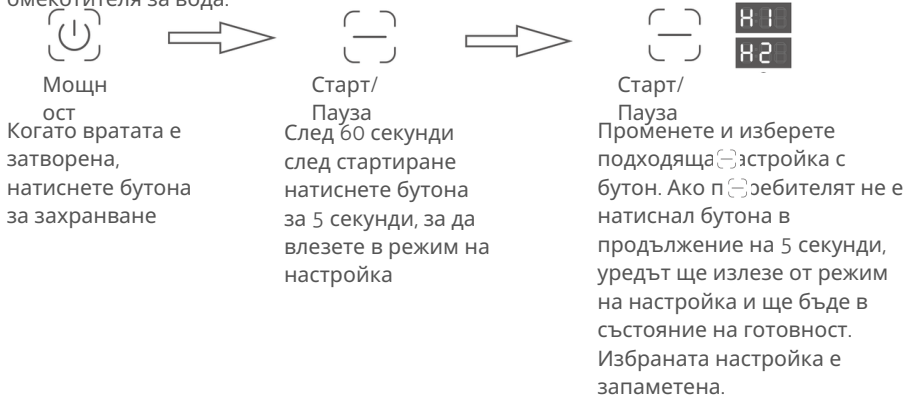 омекотителя за вода.
H1
H2
Мощн
ост
Когато вратата е
затворена,
натиснете бутона
за захранване
Старт/
Пауза
След 60 секунди
след стартиране
натиснете бутона
за 5 секунди, за да
влезете в режим на
настройка
Старт/
Пауза
Променете и изберете
подходяща астройка с
бутон. Ако п ребителят не е
натиснал бутона в
продължение на 5 секунди,
уредът ще излезе от режим
на настройка и ще бъде в
състояние на готовност.
Избраната настройка е
запаметена.